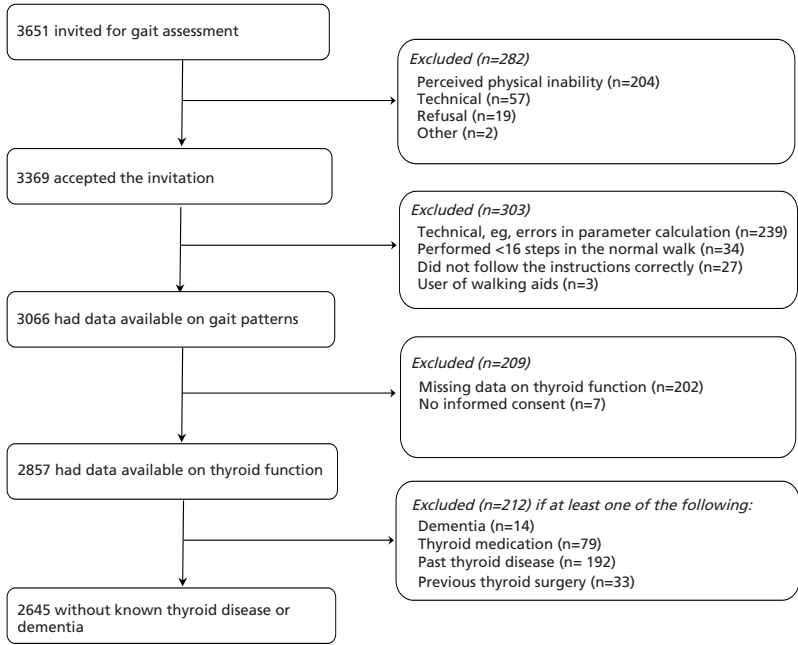 3651 invited for gait assessment
Excluded (n=282)
Perceived physical inability (n=204)
Technical (n=57)
Refusal (n=19)
Other (n=2)
3369 accepted the invitation
Excluded (n=303)
Technical, eg, errors in parameter calculation (n=239)
Performed <16 steps in the normal walk (n=34)
Did not follow the instructions correctly (n=27)
User of walking aids (n=3)
3066 had data available on gait patterns
Excluded (n=209)
Missing data on thyroid function (n=202)
No informed consent (n=7)
2857 had data available on thyroid function
Excluded (n=212) if at least one of the following:
Dementia (n=14)
Thyroid medication (n=79)
Past thyroid disease (n= 192)
Previous thyroid surgery (n=33)
2645 without known thyroid disease or
dementia